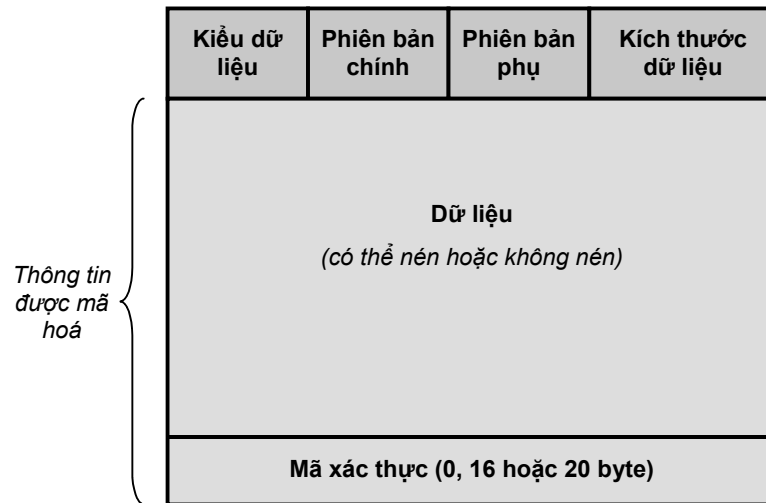 Kiểu dữ
liệu
Phiên bản
chính
Phiên bản
phụ
Kích thước
dữ liệu
Dữ liệu
(có thể nén hoặc không nén)
Thông tin
được mã
hoá
Mã xác thực (0, 16 hoặc 20 byte)